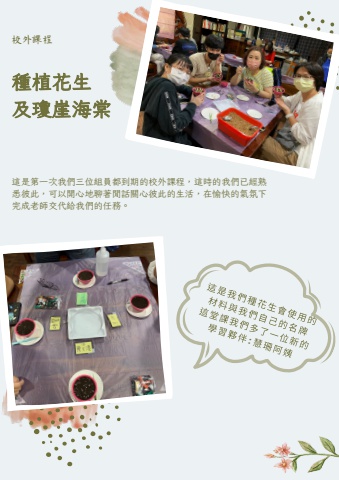 校外課程
種植花生
及瓊崖海棠
這是第一次我們三位組員都到期的校外課程，這時的我們已經熟
悉彼此，可以開心地聊著閒話關心彼此的生活，在愉快的氣氛下
完成老師交代給我們的任務。
這是我們種花生會使用的
材料與我們自己的名牌
這堂課我們多了一位新的
學習夥伴:慧珊阿姨